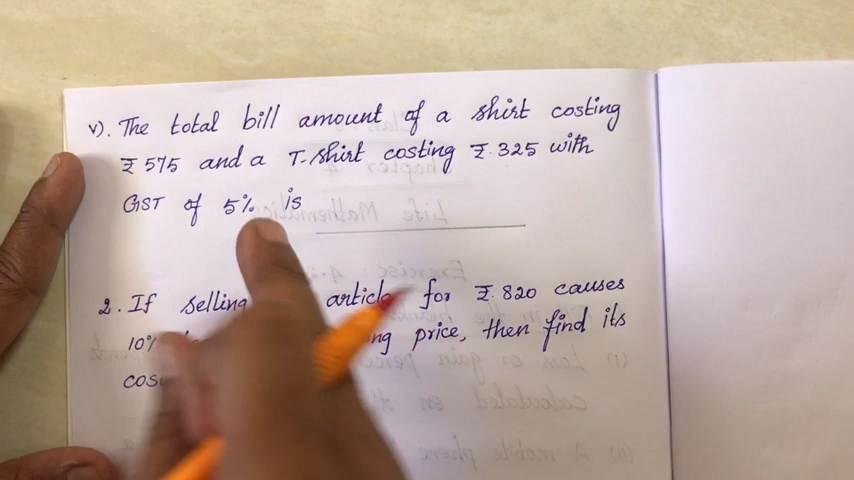 v). The total bill amount of a shirt costing
₹ 575 and a T-shirt costing ₹. 325 with
GST of 5% is
2. If selling article for ₹. 820 causes
10% price, then find its